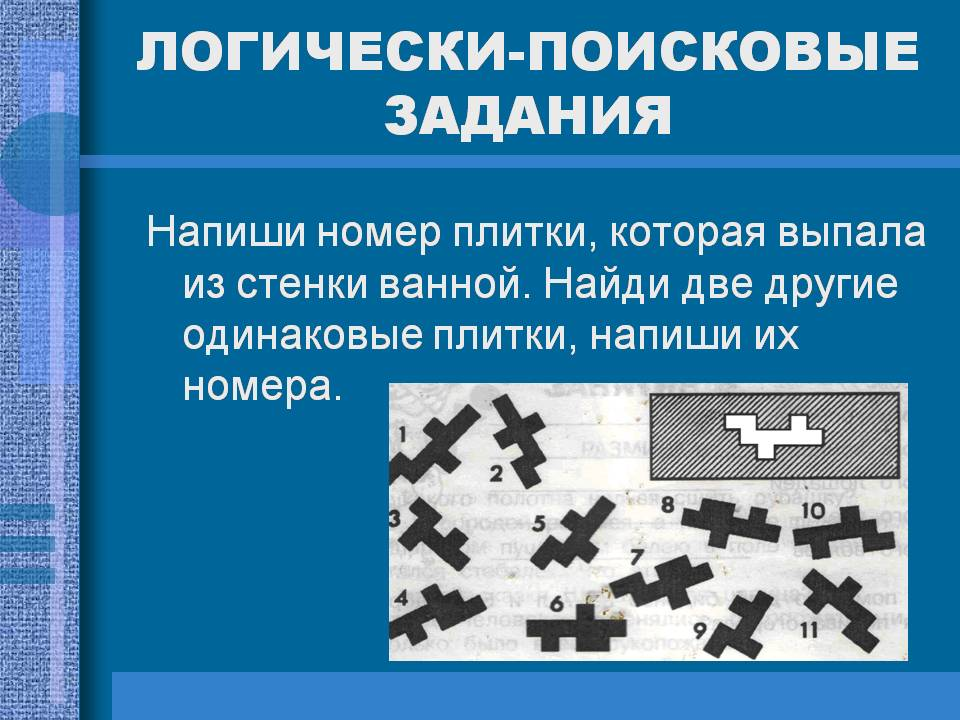 ЛОГИЧЕСКИ-ПОИСКОВЫЕ
ЗАДАНИЯ
Напиши номер плитки, которая выпала
из стенки ванной. Найди две другие
одинаковые плитки, напиши их
номера.
1
2
3
5
8
10
7
4
6
9
11